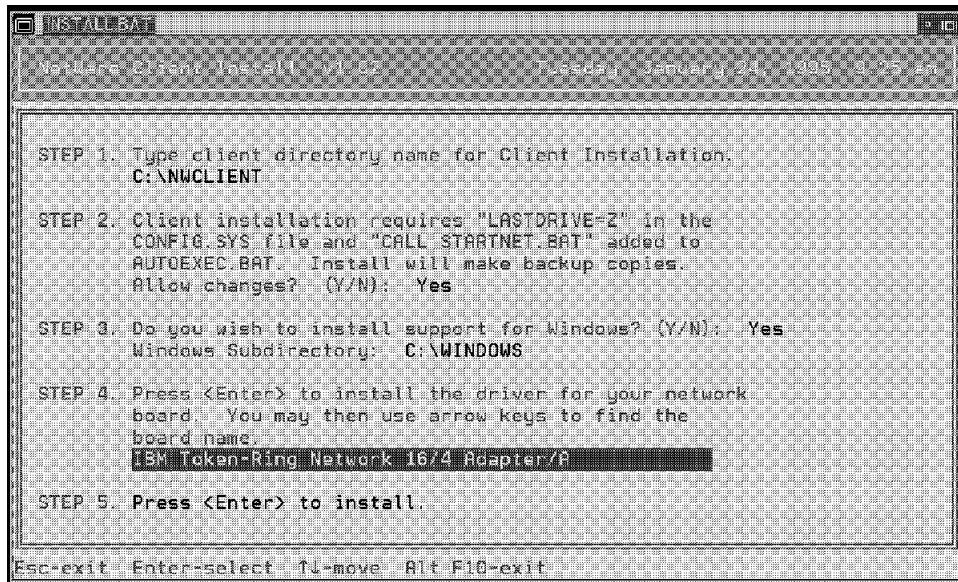 INSTALL.BAT
NetWare Client Install v1.02 Tuesday January 24, 1995 9:25 am
STEP 1. Type client directory name for Client Installation.
C:\NWCLIENT
STEP 2. Client installation requires "LASTDRIVE=Z" in the
CONFIG.SYS file and "CALL STARTNET.BAT" added to
AUTOEXEC.BAT. Install will make backup copies.
Allow changes? (Y/N): Yes
STEP 3. Do you wish to install support for Windows? (Y/N): Yes
Windows Subdirectory: C:\WINDOWS
STEP 4. Press <Enter> to install the driver for your network
board. You may then use arrow keys to find the
board name.
IBM Token-Ring Network 16/4 Adapter/A
STEP 5. Press <Enter> to install.
Esc-exit Enter-select ↑↓-move Alt F10-exit